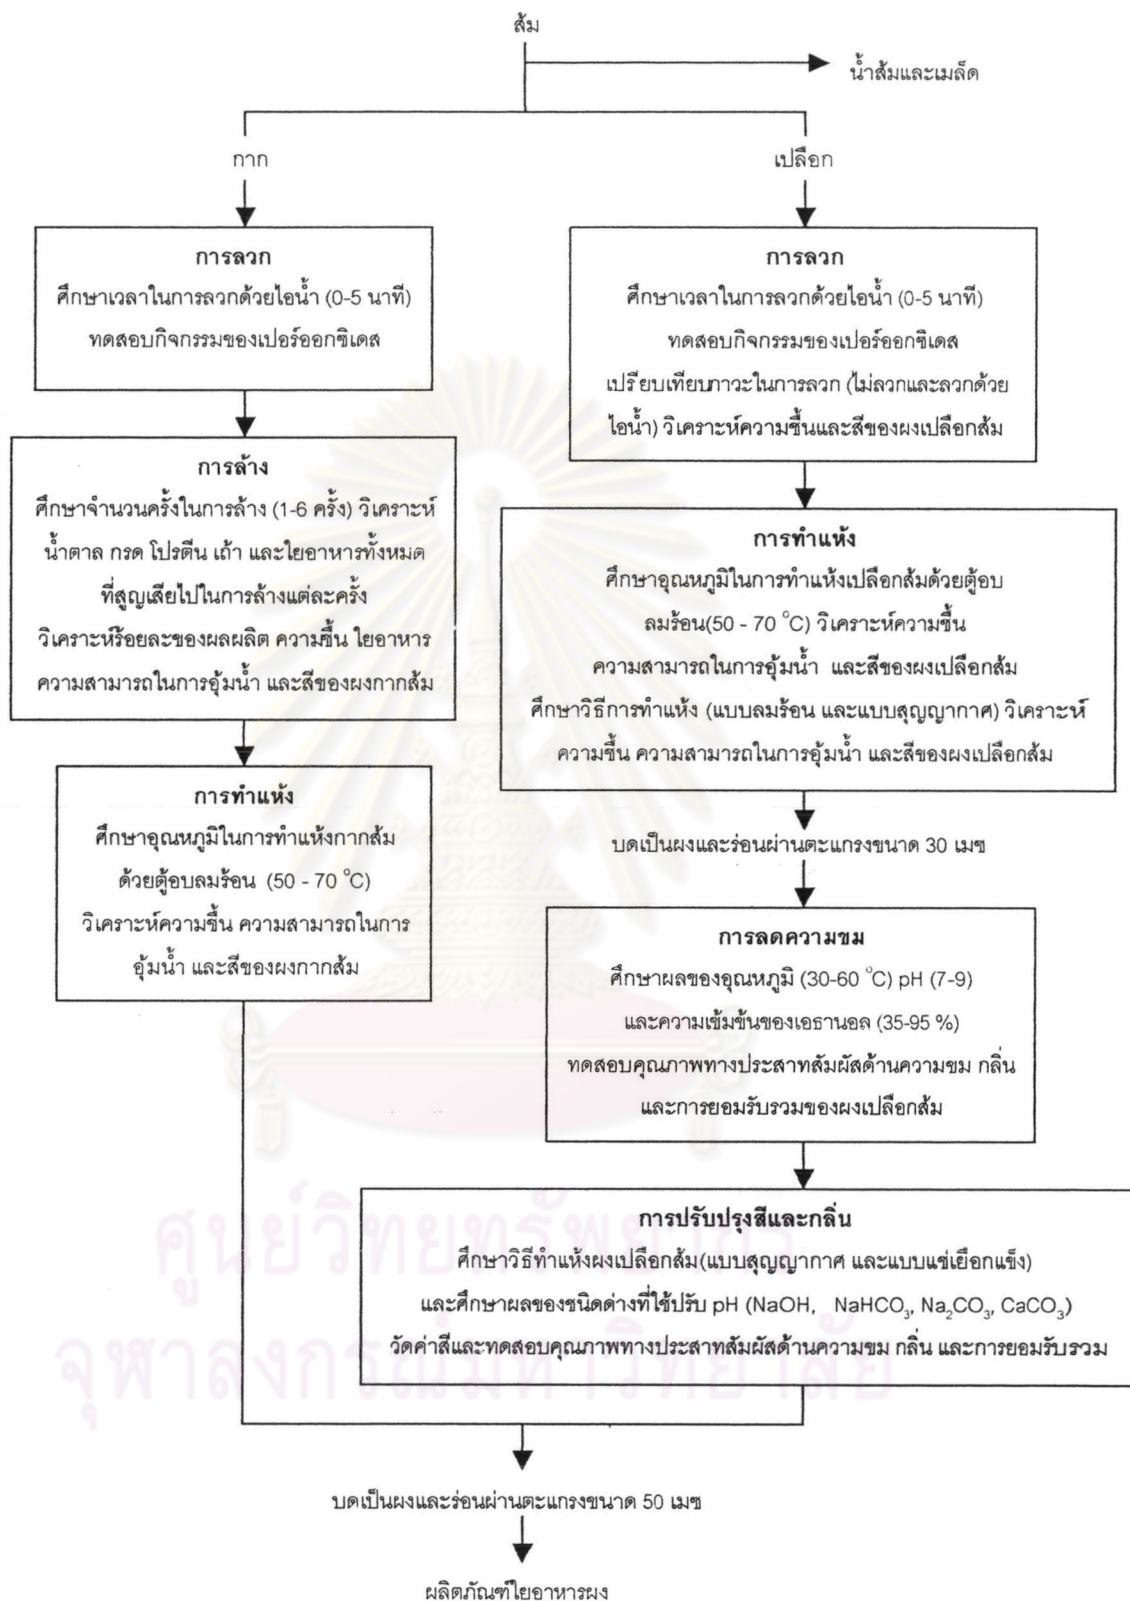 ส้ม
น้ำส้มและเมล็ด
กาก
เปลือก
การลวก
ศึกษาเวลาในการลวกด้วยไอน้ำ (0-5 นาที)
ทดสอบกิจกรรมของเปอร์ออกซิเดส
การล้าง
ศึกษาจำนวนครั้งในการล้าง (1-6 ครั้ง) วิเคราะห์
น้ำตาล กรด โปรตีน เถ้า และใยอาหารทั้งหมด
ที่สูญเสียไปในการล้างแต่ละครั้ง
วิเคราะห์ร้อยละของผลผลิต ความชื้น ใยอาหาร
ความสามารถในการอุ้มน้ำ และสีของผงกากส้ม
การทำแห้ง
ศึกษาอุณหภูมิในการทำแห้งกากส้ม
ด้วยตู้อบลมร้อน (50 - 70 °C)
วิเคราะห์ความชื้น ความสามารถในการ
อุ้มน้ำ และสีของผงกากส้ม
การลวก
ศึกษาเวลาในการลวกด้วยไอน้ำ (0-5 นาที)
ทดสอบกิจกรรมของเปอร์ออกซิเดส
เปรียบเทียบภาวะในการลวก (ไม่ลวกและลวกด้วย
ไอน้ำ) วิเคราะห์ความชื้นและสีของผงเปลือกส้ม
การทำแห้ง
ศึกษาอุณหภูมิในการทำแห้งเปลือกส้มด้วยตู้อบ
ลมร้อน(50 - 70 °C) วิเคราะห์ความชื้น
ความสามารถในการอุ้มน้ำ และสีของผงเปลือกส้ม
ศึกษาวิธีการทำแห้ง (แบบลมร้อน และแบบสุญญากาศ) วิเคราะห์
ความชื้น ความสามารถในการอุ้มน้ำ และสีของผงเปลือกส้ม
บดเป็นผงและร่อนผ่านตะแกรงขนาด 30 เมซ
การลดความขม
ศึกษาผลของอุณหภูมิ (30-60 °C) pH (7-9)
และความเข้มข้นของเอธานอล (35-95 %)
ทดสอบคุณภาพทางประสาทสัมผัสด้านความขม กลิ่น
และการยอมรับรวมของผงเปลือกส้ม
การปรับปรุงสีและกลิ่น
ศึกษาวิธีทำแห้งผงเปลือกส้ม(แบบสุญญากาศ และแบบแช่เยือกแข็ง)
และศึกษาผลของชนิดด่างที่ใช้ปรับ pH (NaOH, NaHCO₃, Na₂CO₃, CaCO₃)
วัดค่าสีและทดสอบคุณภาพทางประสาทสัมผัสด้านความขม กลิ่น และการยอมรับรวม
บดเป็นผงและร่อนผ่านตะแกรงขนาด 50 เมซ
ผลิตภัณฑ์ใยอาหารผง
ศูนย์วิทยทรัพยากร
จุฬาลงกรณ์มหาวิทยาลัย